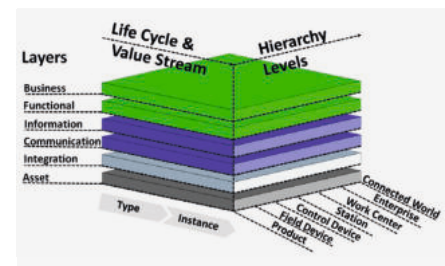 Life Cycle &
Value Stream
Hierarchy
Levels
Layers
Business
Functional
Information
Communication
Integration
Asset
Type
Instance
Connected World
Enterprise
Work Center
Station
Control Device
Field Device
Product